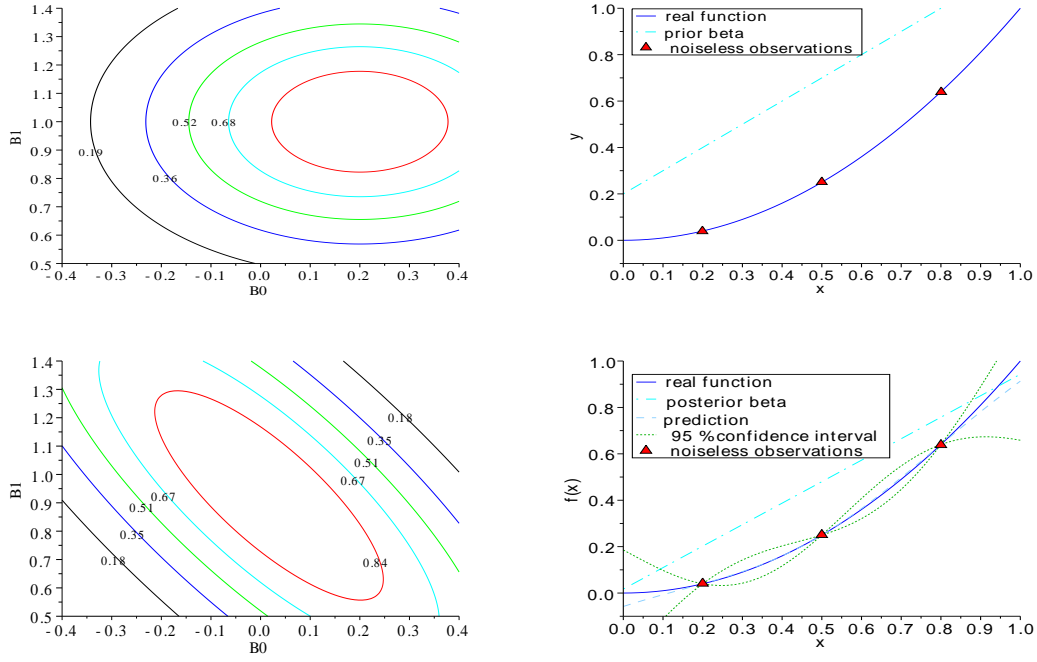 1.4
1.3
1.2
1.1
1.0
0.9
0.8
0.7
0.6
0.5
B1
0.52
0.68
0.19
0.36
- 0.4 - 0.3 - 0.2 - 0.1 0.0 0.1 0.2 0.3 0.4
B0
1.0
0.8
0.6
0.4
0.2
0.0
y
real function
prior beta
noiseless observations
0.0 0.1 0.2 0.3 0.4 0.5 0.6 0.7 0.8 0.9 1.0
x
1.4
1.3
1.2
1.1
1.0
0.9
0.8
0.7
0.6
0.5
B1
0.18
0.35
0.51
0.67
0.67
0.51
0.35
0.18
0.84
- 0.4 - 0.3 - 0.2 - 0.1 0.0 0.1 0.2 0.3 0.4
B0
1.0
0.8
0.6
0.4
0.2
0.0
f(x)
real function
posterior beta
prediction
95 %confidence interval
noiseless observations
0.0 0.1 0.2 0.3 0.4 0.5 0.6 0.7 0.8 0.9 1.0
x